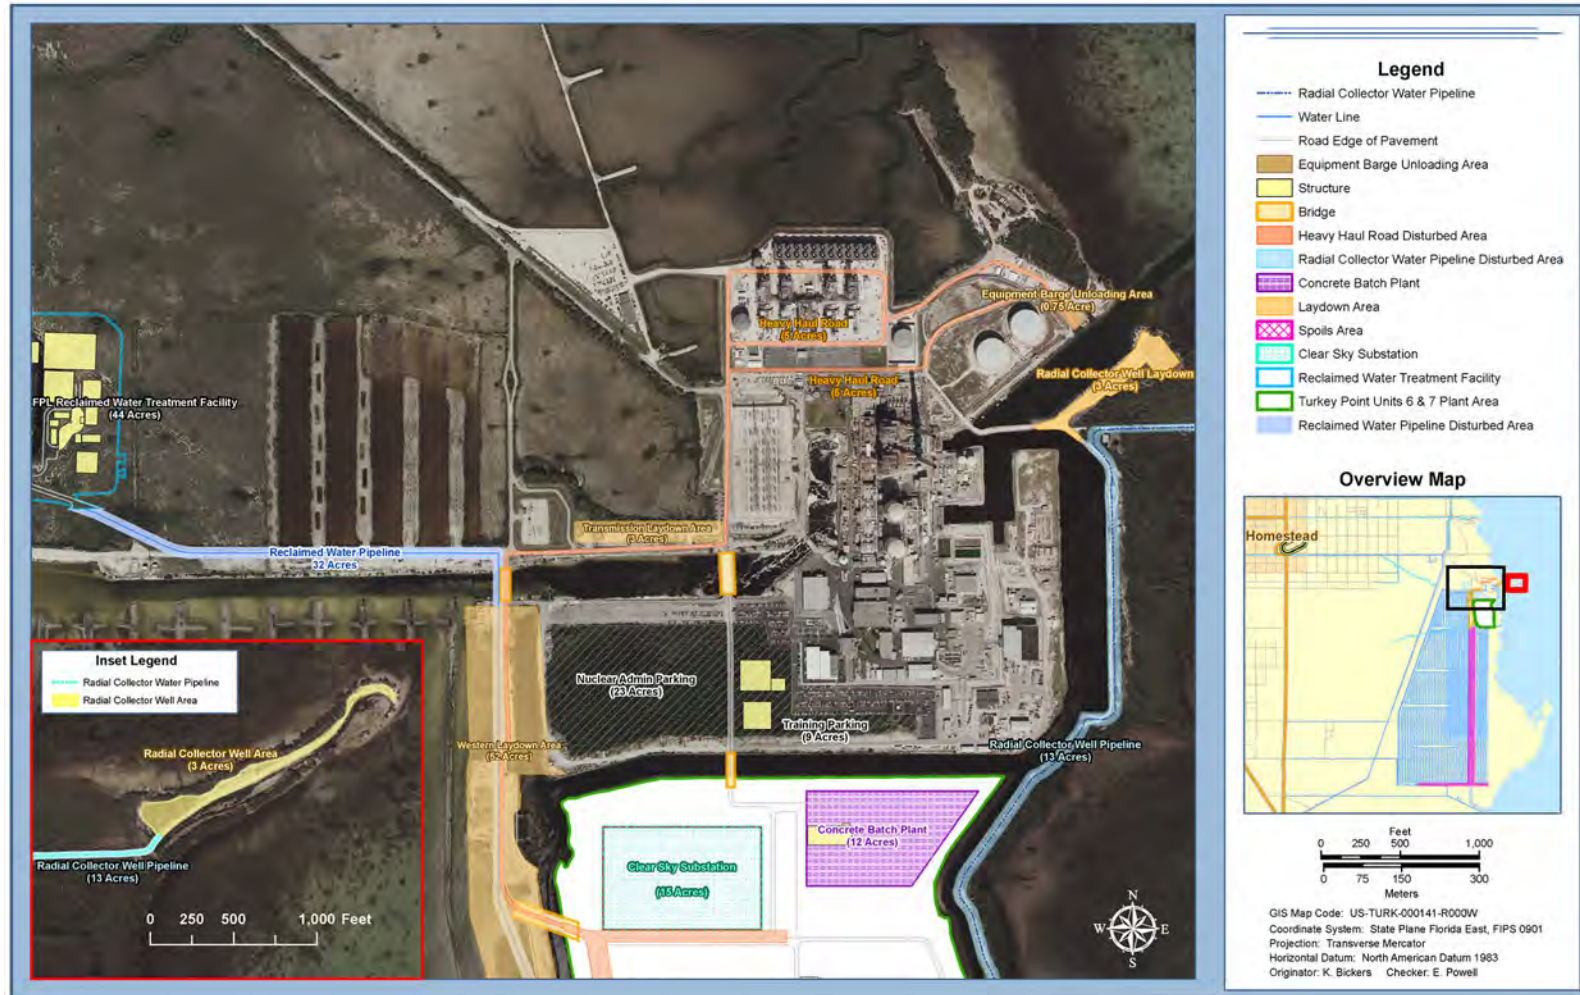 Equipment Barge Unloading Area
(0.75 Acre)
Heavy Haul Road
(5 Acres)
Radial Collector Well Laydown
(3 Acres)
Heavy Haul Road
FPL Reclaimed Water Treatment Facility
(44 Acres)
Transmission Laydown Area
(3 Acres)
Reclaimed Water Pipeline
32 Acres
Nuclear Admin Parking
(23 Acres)
Training Parking
(9 Acres)
Western Laydown Area
(52 Acres)
Radial Collector Well Pipeline
(13 Acres)
Concrete Batch Plant
(12 Acres)
Clear Sky Substation
(15 Acres)
N
W E
S
Inset Legend
Radial Collector Water Pipeline
Radial Collector Well Area
Radial Collector Well Area
(3 Acres)
Radial Collector Well Pipeline
(13 Acres)
0 250 500 1,000 Feet
Legend
Radial Collector Water Pipeline
Water Line
Road Edge of Pavement
Equipment Barge Unloading Area
Structure
Bridge
Heavy Haul Road Disturbed Area
Radial Collector Water Pipeline Disturbed Area
Concrete Batch Plant
Laydown Area
Spoils Area
Clear Sky Substation
Reclaimed Water Treatment Facility
Turkey Point Units 6 & 7 Plant Area
Reclaimed Water Pipeline Disturbed Area
Overview Map
Homestead
Feet
0 250 500 1,000
0 75 150 300
Meters
GIS Map Code: US-TURK-000141-R000W
Coordinate System: State Plane Florida East, FIPS 0901
Projection: Transverse Mercator
Horizontal Datum: North American Datum 1983
Originator: K. Bickers Checker: E. Powell